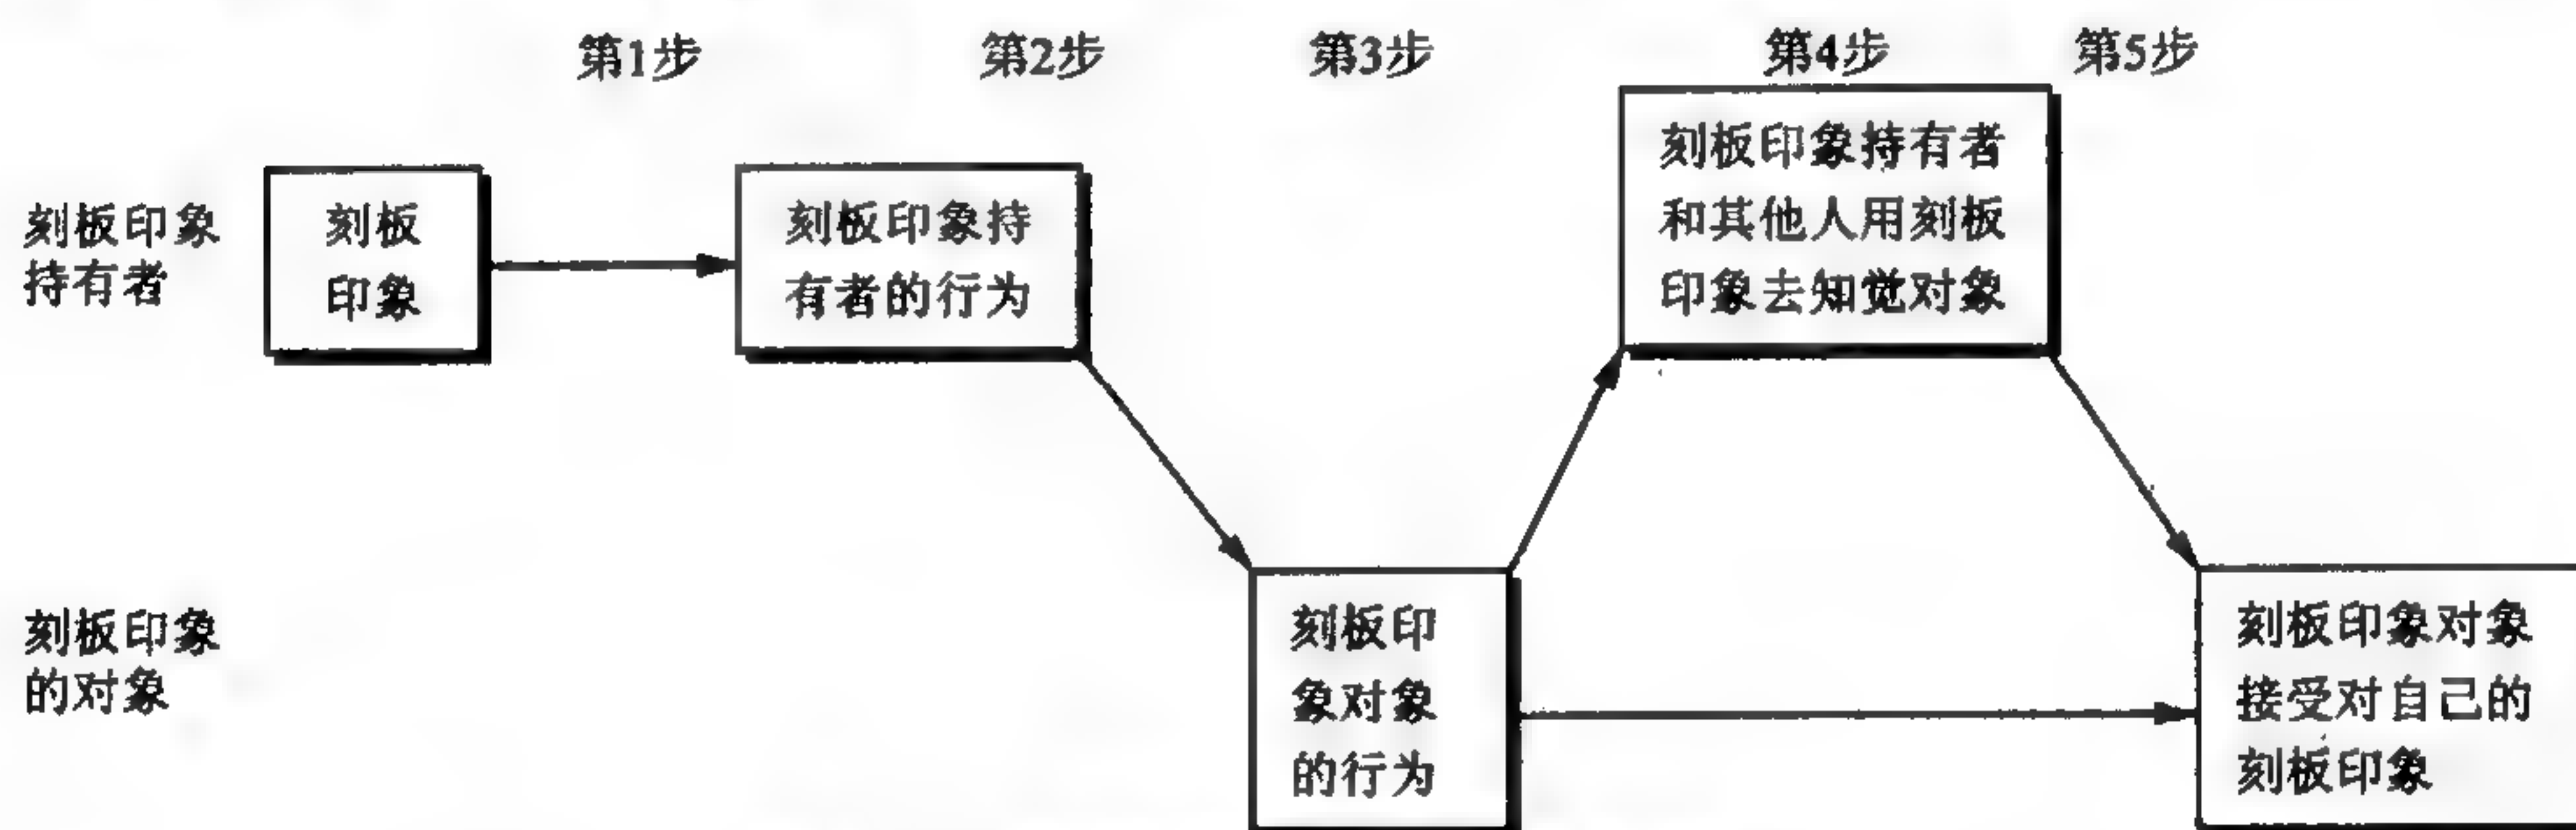 第1步 第2步 第3步 第4步 第5步
刻板印象
持有者
刻板
印象
刻板印象持
有者的行为
刻板印象持有者
和其他人用刻板
印象去知觉对象
刻板印象
的对象
刻板印
象对象
的行为
刻板印象对象
接受对自己的
刻板印象